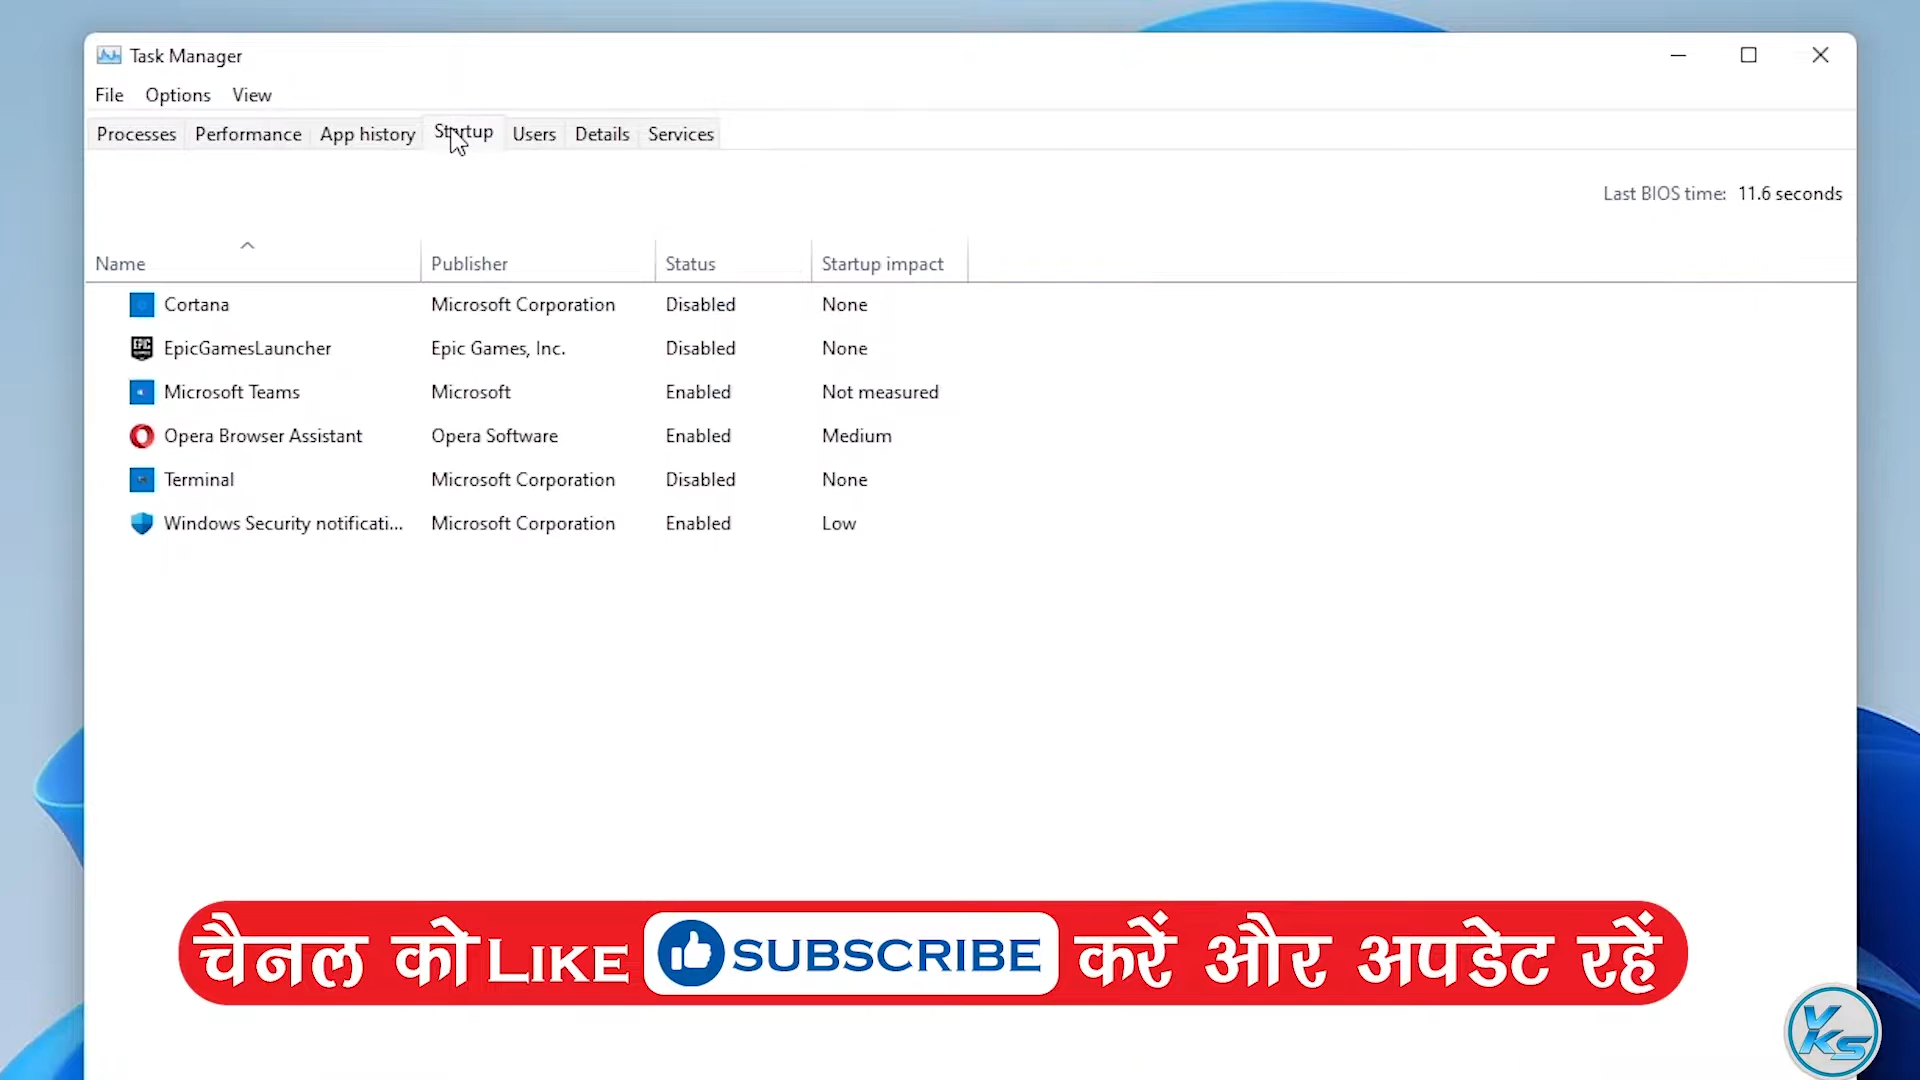 Task Manager
File Options View
Processes Performance App history Startup Users Details Services
Last BIOS time: 11.6 seconds
Name Publisher Status Startup impact
Cortana Microsoft Corporation Disabled None
EpicGamesLauncher Epic Games, Inc. Disabled None
Microsoft Teams Microsoft Enabled Not measured
Opera Browser Assistant Opera Software Enabled Medium
Terminal Microsoft Corporation Disabled None
Windows Security notificati... Microsoft Corporation Enabled Low
चैनल को LIKE SUBSCRIBE करें और अपडेट रहें
VKS